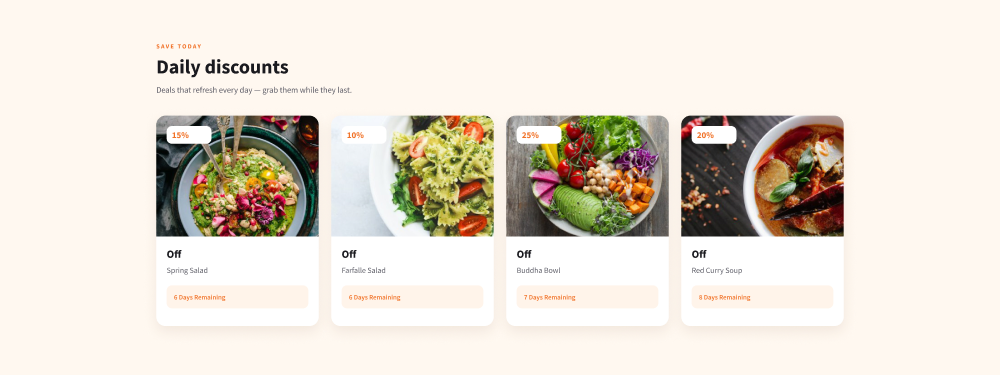 SAVE TODAY
Daily discounts
Deals that refresh every day — grab them while they last.
15%
Off
Spring Salad
6 Days Remaining
10%
Off
Farfalle Salad
6 Days Remaining
25%
Off
Buddha Bowl
7 Days Remaining
20%
Off
Red Curry Soup
8 Days Remaining